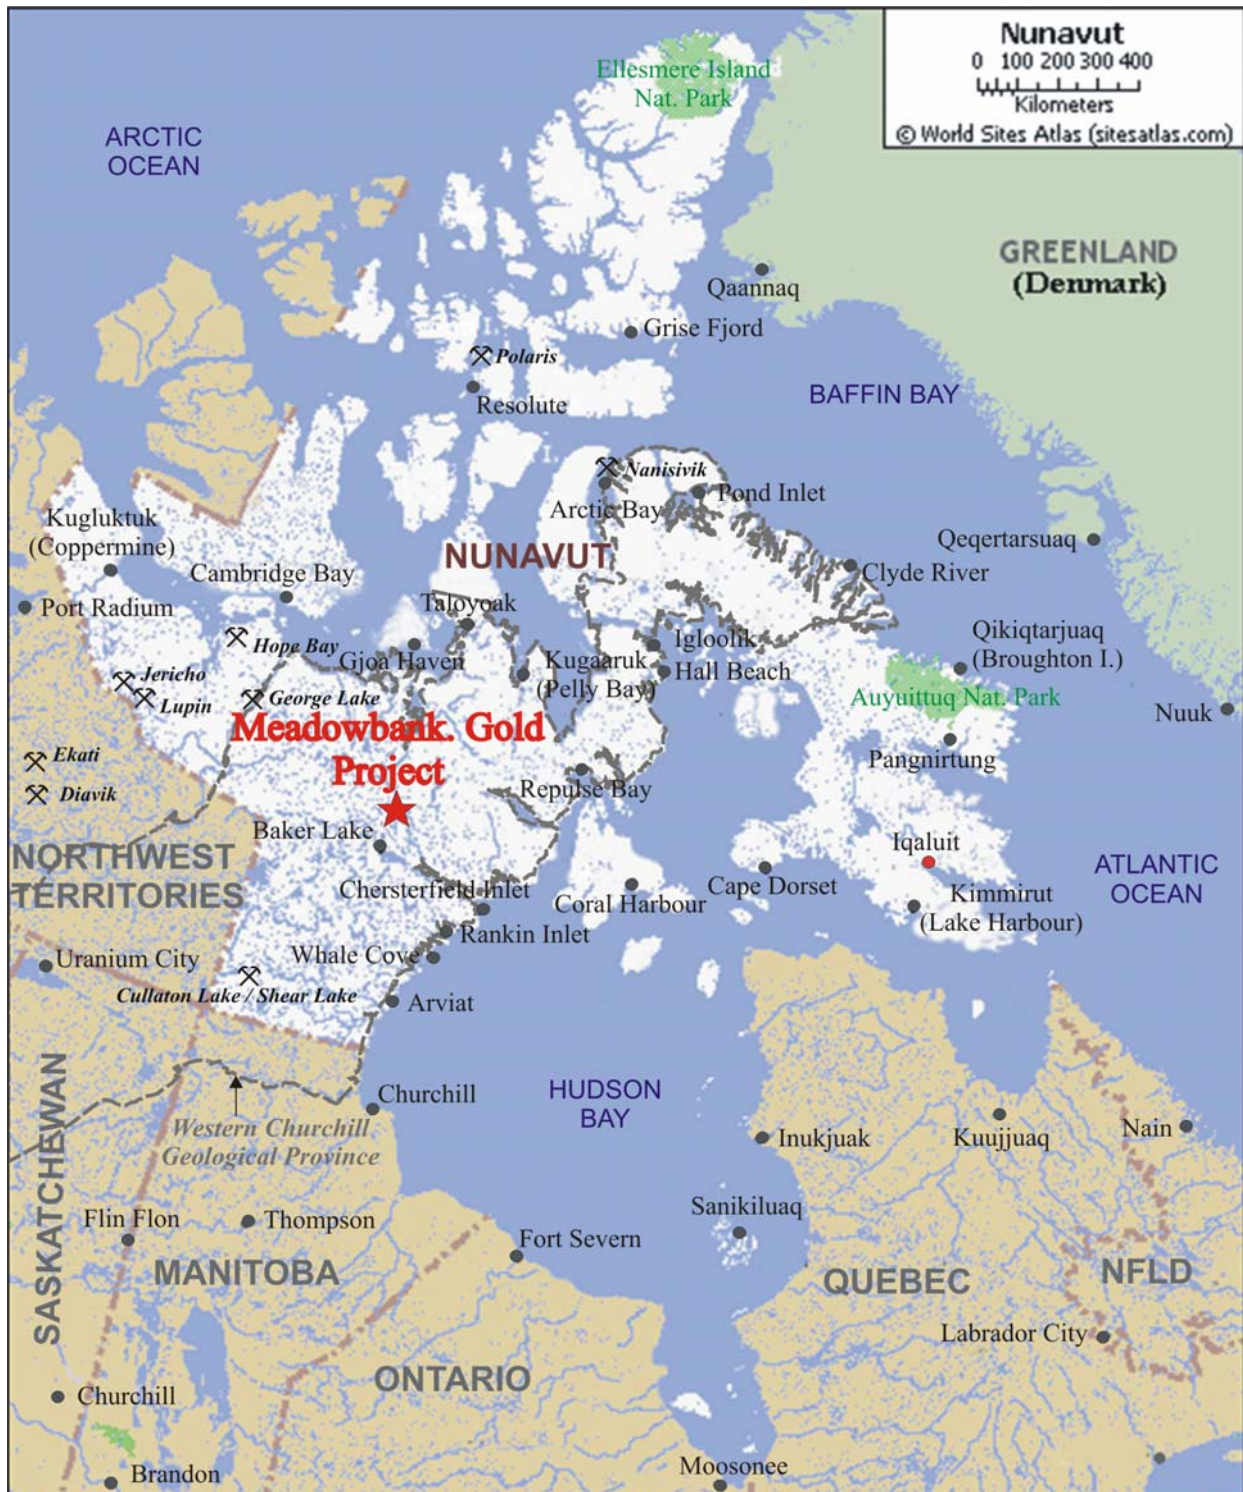 Nunavut
0 100 200 300 400
Kilometers
© World Sites Atlas (sitesatlas.com)
Ellesmere Island
Nat. Park
ARCTIC
OCEAN
GREENLAND
(Denmark)
Qaannaq
Grise Fjord
Polaris
Resolute
BAFFIN BAY
Nanisivik
Arctic Bay
Pond Inlet
Kugluktuk
(Coppermine)
NUNAVUT
Qeqertarsuaq
Cambridge Bay
Clyde River
Port Radium
Taloyoak
Hope Bay
Gjoa Haven
Igloolik
Kugaaruk
(Pelly Bay)
Hall Beach
Qikiqtarjuaq
(Broughton I.)
Jericho
Lupin
George Lake
Auyuittuq Nat. Park
Nuuk
Meadowbank. Gold
Project
Ekati
Diavik
Pangnirtung
Repulse Bay
Baker Lake
Iqaluit
NORTHWEST
TERRITORIES
ATLANTIC
OCEAN
Chersterfield Inlet
Coral Harbour
Cape Dorset
Kimmirut
(Lake Harbour)
Rankin Inlet
Whale Cove
Uranium City
Cullaton Lake / Shear Lake
Arviat
HUDSON
BAY
Churchill
Western Churchill
Geological Province
SASKATCHEWAN
Inukjuak
Kuujjuaq
Nain
Sanikiluaq
Flin Flon
Thompson
Fort Severn
MANITOBA
QUEBEC
NFLD
Labrador City
ONTARIO
Churchill
Brandon
Moosonee